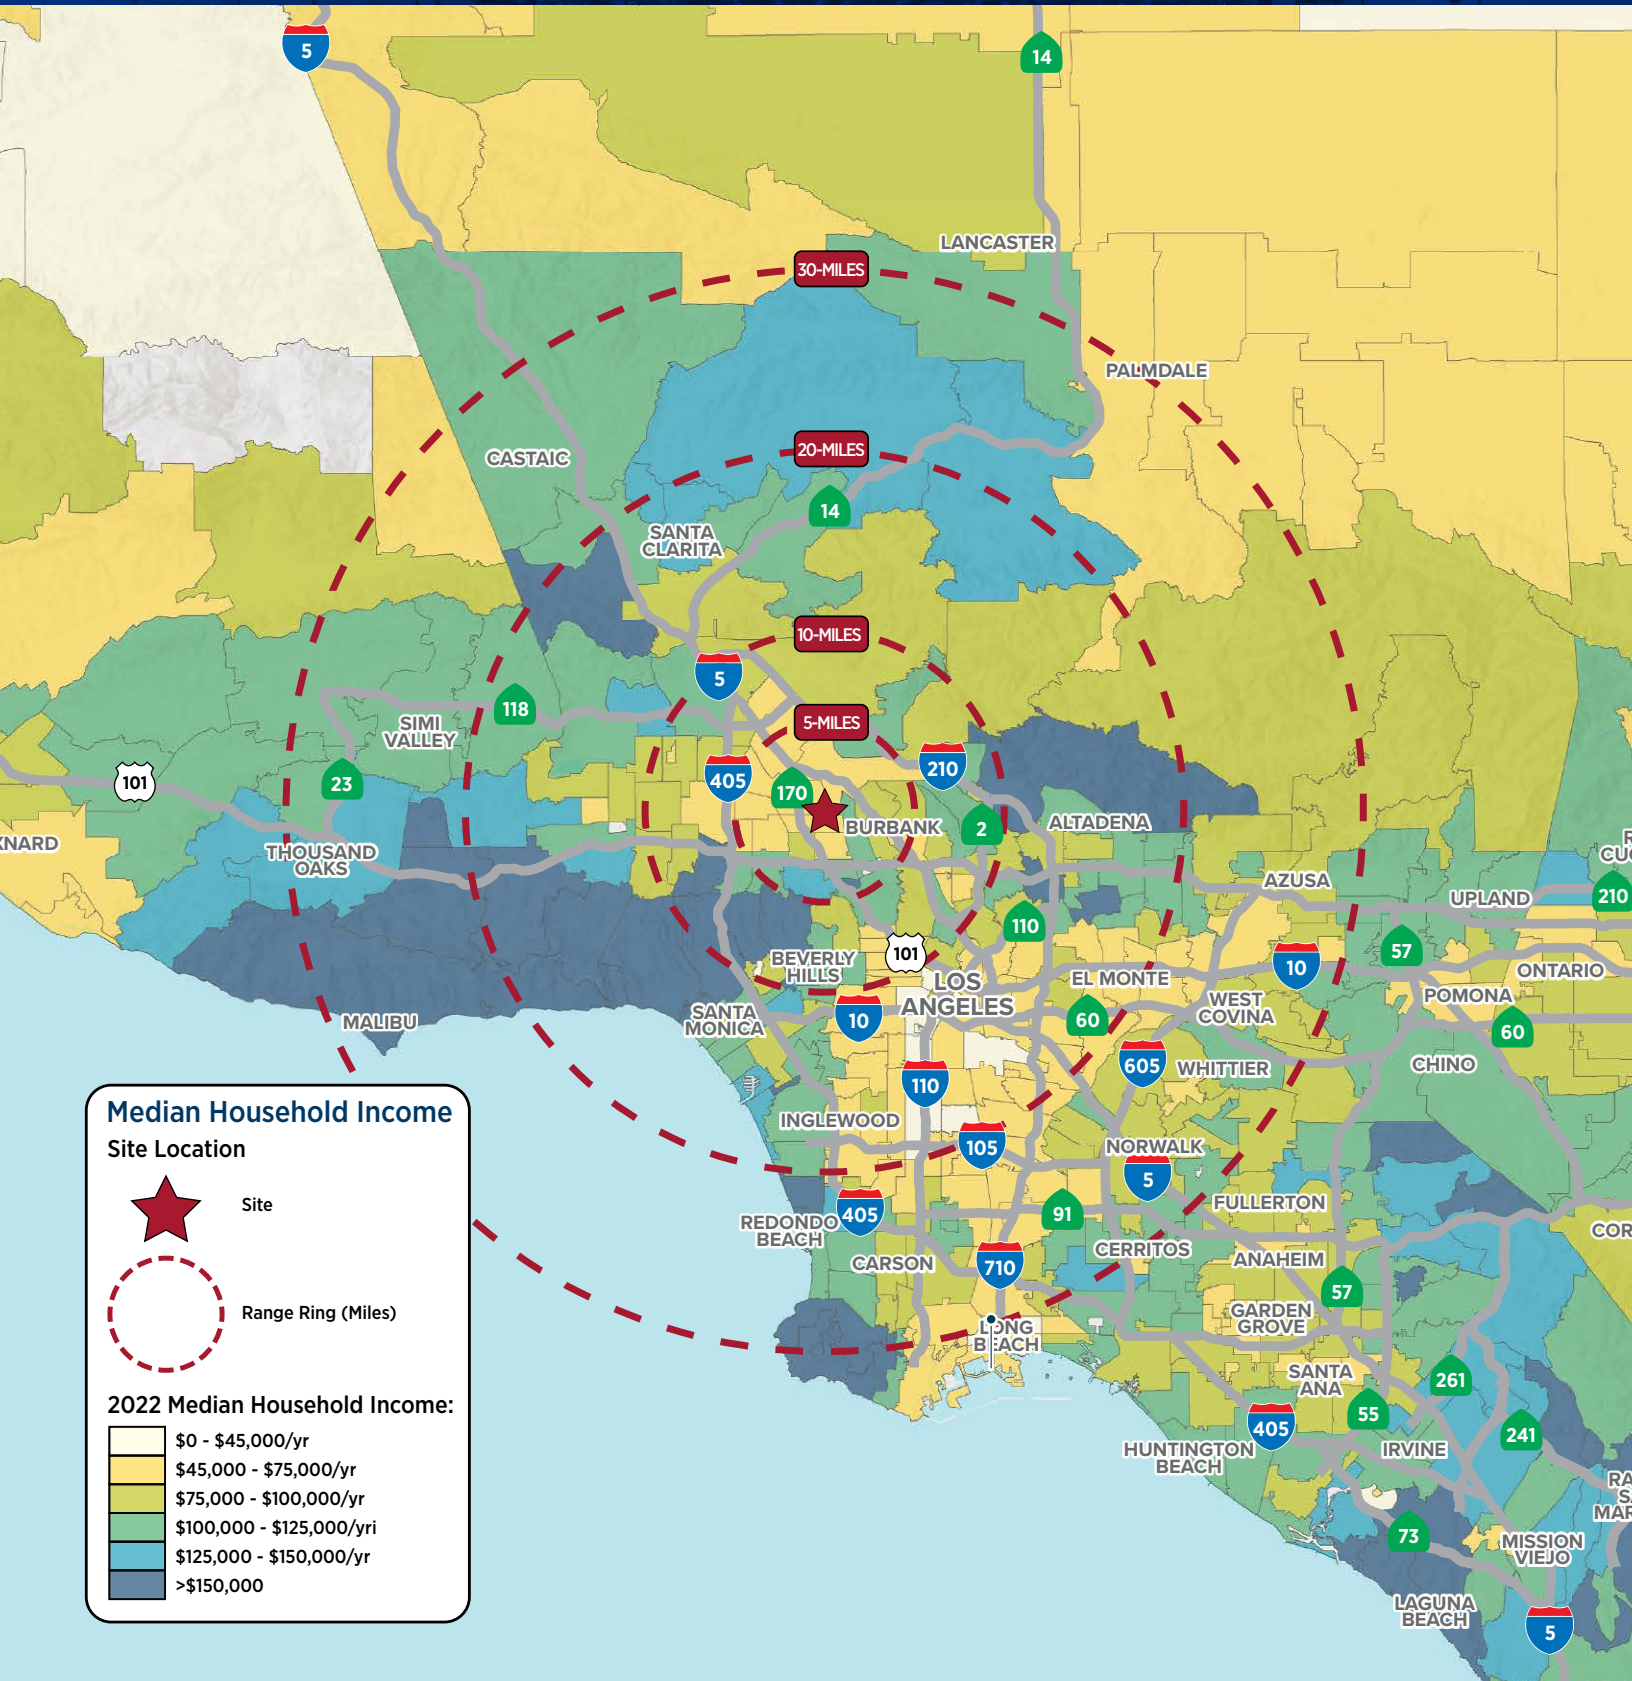 5
14
LANCASTER
30-MILES
PALMDALE
20-MILES
CASTAIC
14
SANTA
CLARITA
10-MILES
5
118
SIMI
VALLEY
5-MILES
101
23
405
170
210
BURBANK
2
ALTADENA
THOUSAND
OAKS
AZUSA
UPLAND
210
110
101
57
BEVERLY
HILLS
LOS
ANGELES
EL MONTE
10
ONTARIO
POMONA
MALIBU
SANTA
MONICA
10
60
WEST
COVINA
60
605
WHITTIER
CHINO
110
INGLEWOOD
105
NORWALK
5
FULLERTON
REDONDO
BEACH
405
91
CERRITOS
CARSON
710
ANAHEIM
57
GARDEN
GROVE
LONG
BEACH
SANTA
ANA
261
55
405
241
HUNTINGTON
BEACH
IRVINE
73
MISSION
VIEJO
LAGUNA
BEACH
5
Median Household Income
Site Location
Site
Range Ring (Miles)
2022 Median Household Income:
$0 - $45,000/yr
$45,000 - $75,000/yr
$75,000 - $100,000/yr
$100,000 - $125,000/yri
$125,000 - $150,000/yr
>$150,000